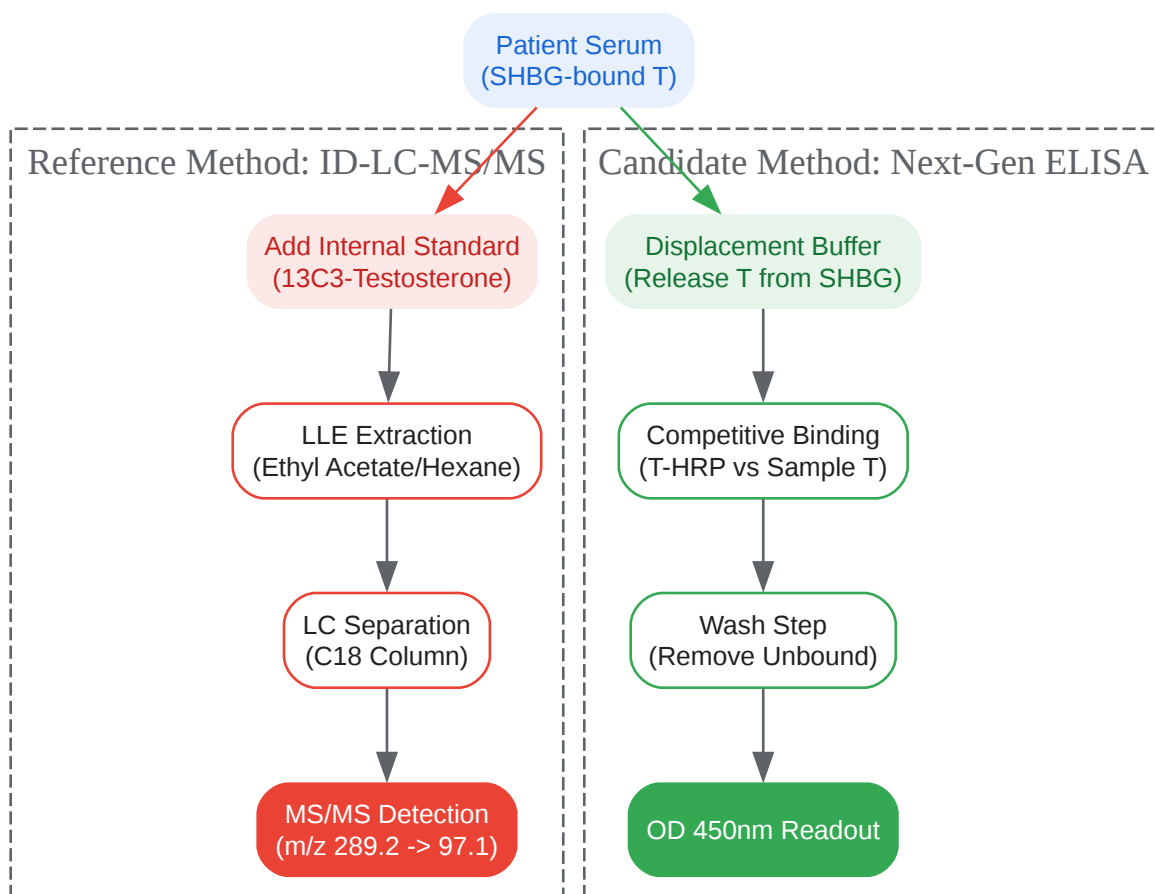 Patient Serum
(SHBG-bound T)
Reference Method: ID-LC-MS/MS
Add Internal Standard
(13C3-Testosterone)
LLE Extraction
(Ethyl Acetate/Hexane)
LC Separation
(C18 Column)
MS/MS Detection
(m/z 289.2 -> 97.1)
Candidate Method: Next-Gen ELISA
Displacement Buffer
(Release T from SHBG)
Competitive Binding
(T-HRP vs Sample T)
Wash Step
(Remove Unbound)
OD 450nm Readout